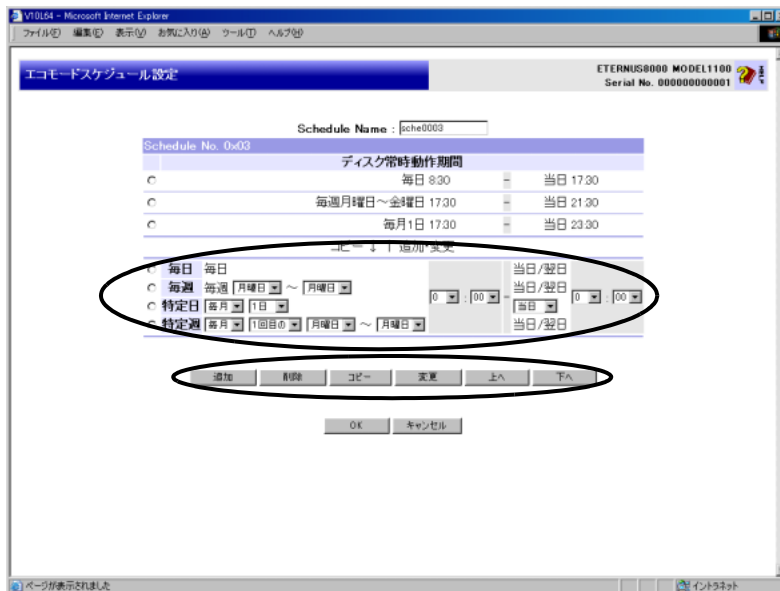 V10L64 - Microsoft Internet Explorer
ファイル(F) 編集(E) 表示(V) お気に入り(A) ツール(T) ヘルプ(H)
エコモードスケジュール設定
ETERNUS8000 MODEL1100
Serial No. 000000000001
Schedule Name : sche0003
Schedule No. 0x03
ディスク常時動作期間
毎日 8:30 - 当日 17:30
毎週月曜日～金曜日 17:30 - 当日 21:30
毎月1日 17:30 - 当日 23:30
コピー ↓ ↑ 追加・変更
毎日 毎日 当日/翌日
毎週 毎週 月曜日 ～ 月曜日 0 : 00 - 当日/翌日 0 : 00
特定日 毎月 1日 当日
特定週 毎月 1回目の 月曜日 ～ 月曜日 当日/翌日
追加 削除 コピー 変更 上へ 下へ
OK キャンセル
ページが表示されました イントラネット